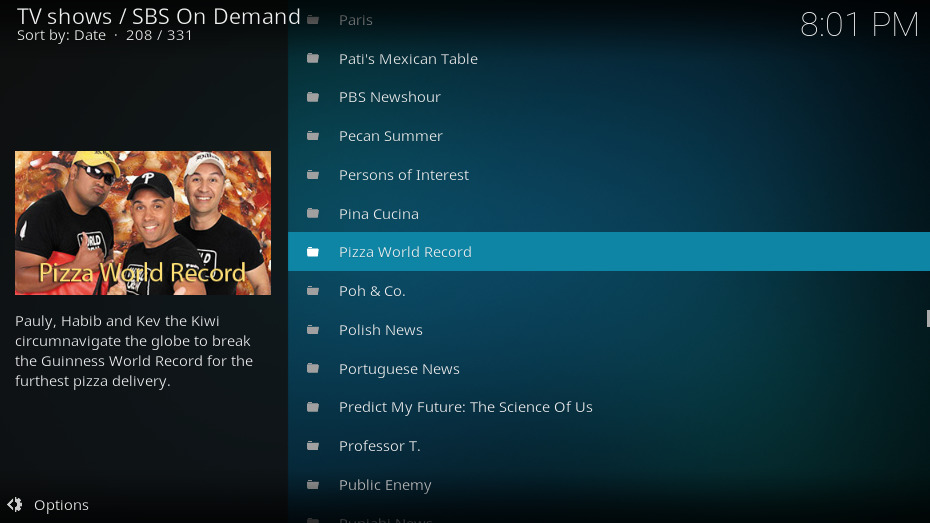 TV shows / SBS On Demand
Sort by: Date · 208 / 331
8:01 PM
Paris
Pati's Mexican Table
PBS Newshour
Pecan Summer
Persons of Interest
Pina Cucina
Pizza World Record
Poh & Co.
Polish News
Portuguese News
Predict My Future: The Science Of Us
Professor T.
Public Enemy
Punjabi News
P
Pizza World Record
Pauly, Habib and Kev the Kiwi
circumnavigate the globe to break
the Guinness World Record for the
furthest pizza delivery.
Options